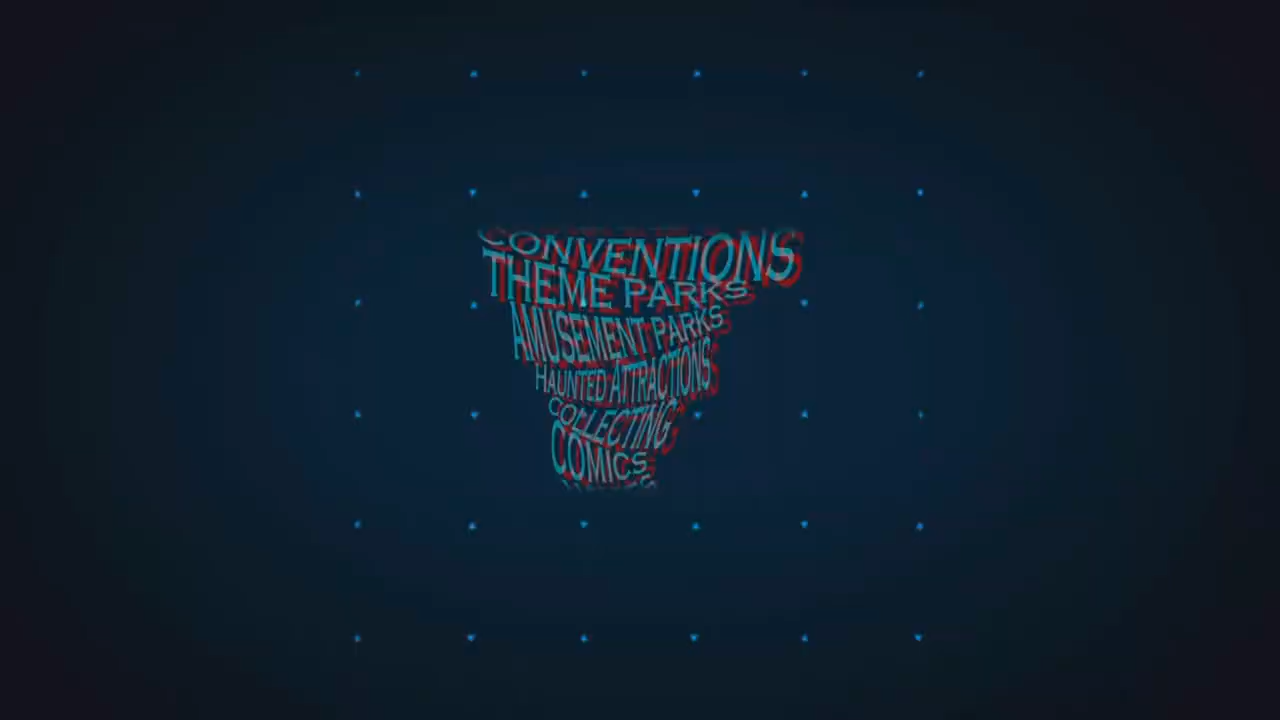 CONVENTIONS
THEME PARKS
AMUSEMENT PARKS
HAUNTED ATTRACTIONS
COLLECTING
COMICS